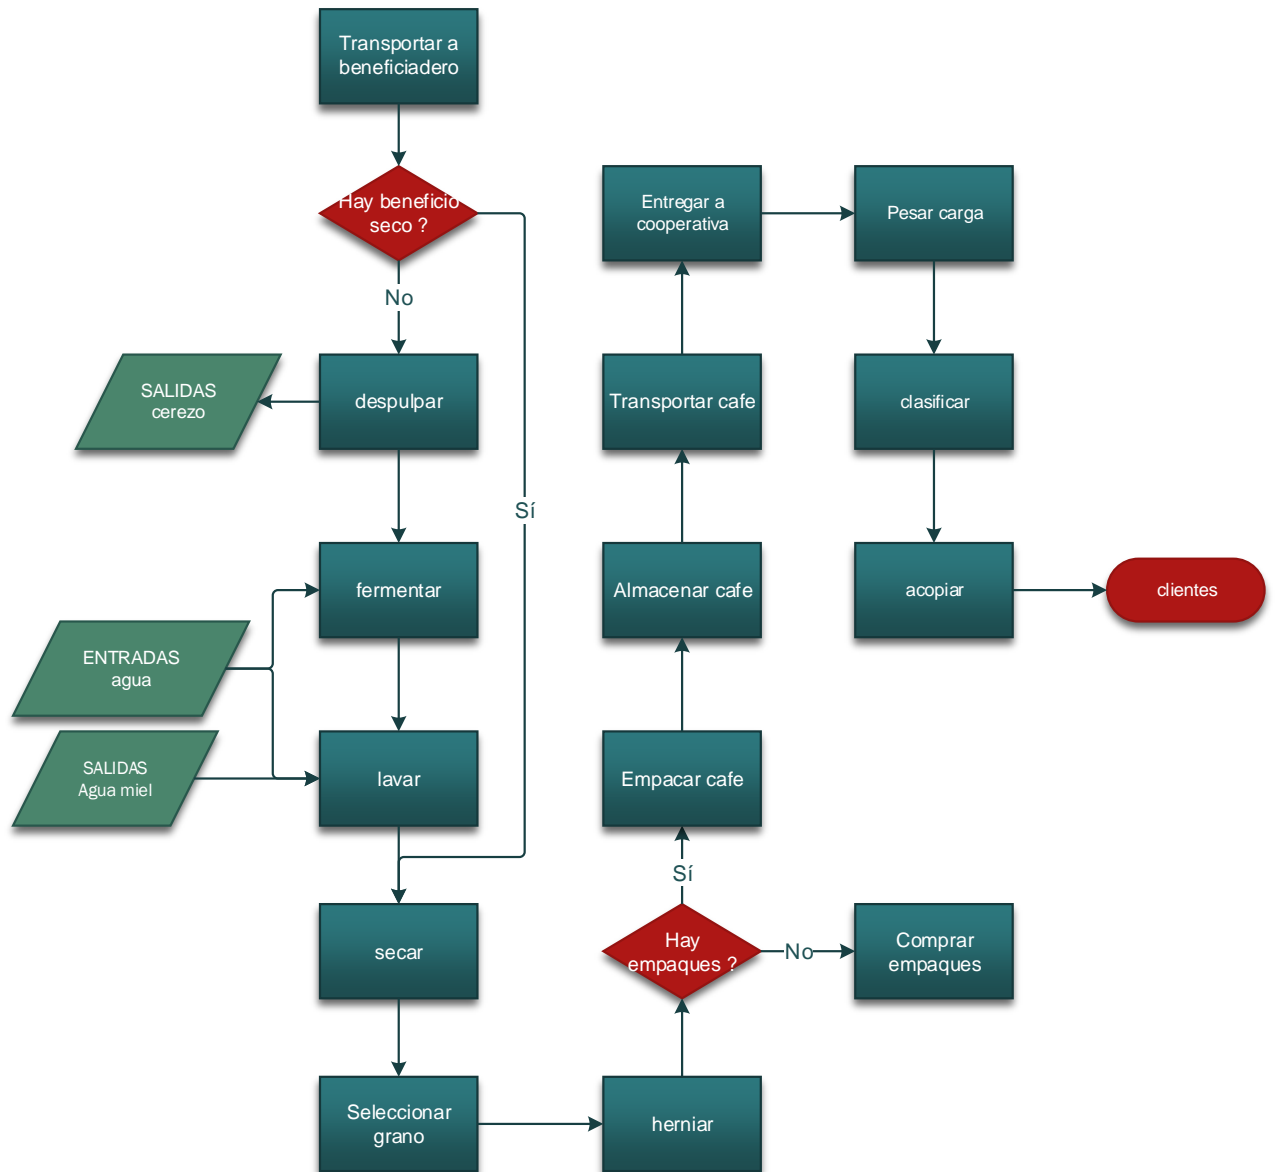 Transportar a
beneficiadero
Hay beneficio
seco ?
No
Sí
despulpar
SALIDAS
cerezo
fermentar
ENTRADAS
agua
lavar
SALIDAS
Agua miel
secar
Seleccionar
grano
herniar
Hay
empaques ?
No
Comprar
empaques
Sí
Empacar cafe
Almacenar cafe
Transportar cafe
Entregar a
cooperativa
Pesar carga
clasificar
acopiar
clientes